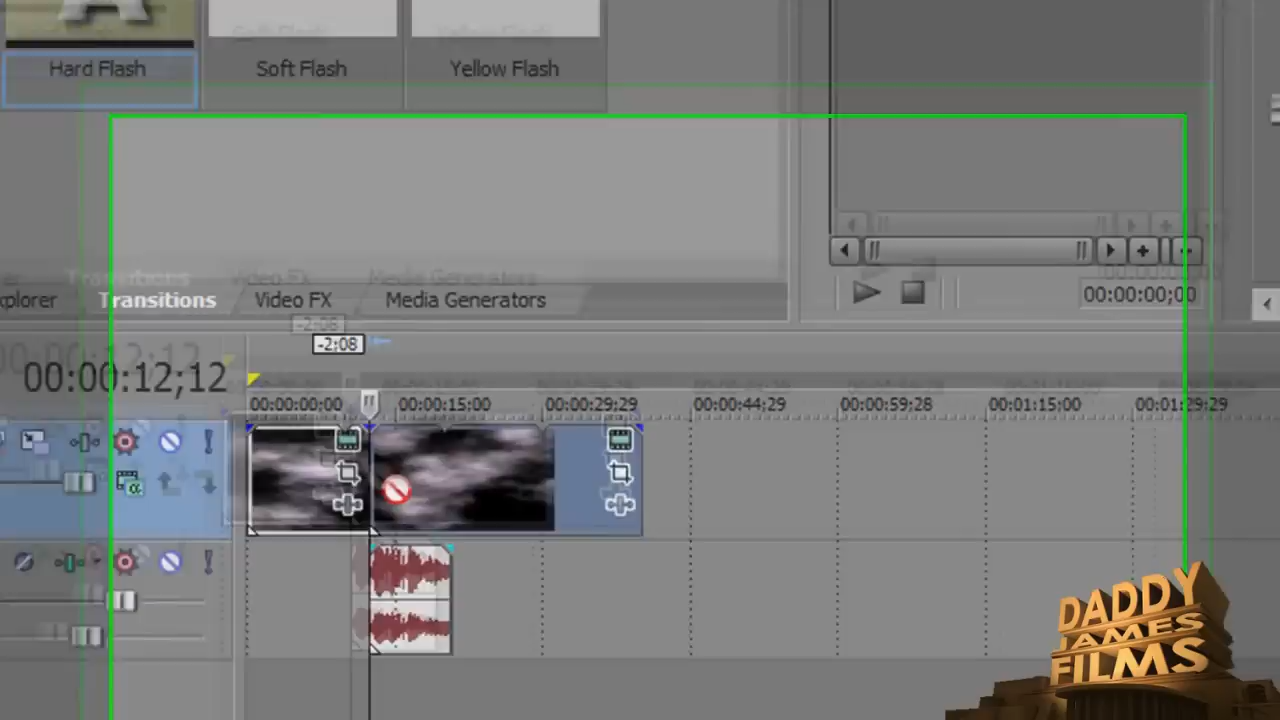 Hard Flash
Soft Flash
Yellow Flash
xplorer
Transitions
Video FX
Media Generators
00:00:00;00
-2;08
00:00:12;12
00:00:00:00
00:00:15:00
00:00:29:29
00:00:44:29
00:00:59:28
00:01:15:00
00:01:29:29
DADDY
JAMES
FILMS